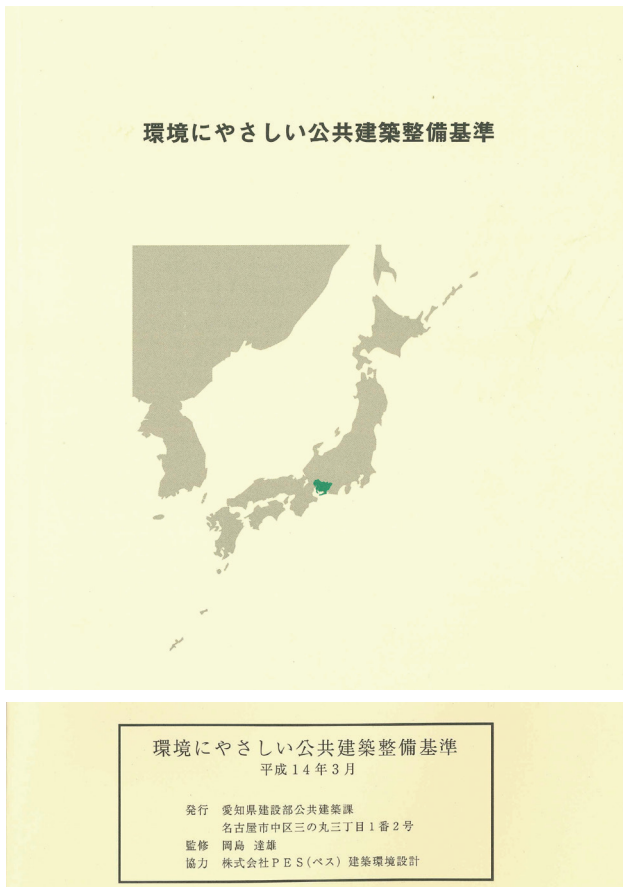 環境にやさしい公共建築整備基準
環境にやさしい公共建築整備基準
平成14年3月
発行 愛知県建設部公共建築課
名古屋市中区三の丸三丁目1番2号
監修 岡島 達雄
協力 株式会社PES(ペス) 建築環境設計